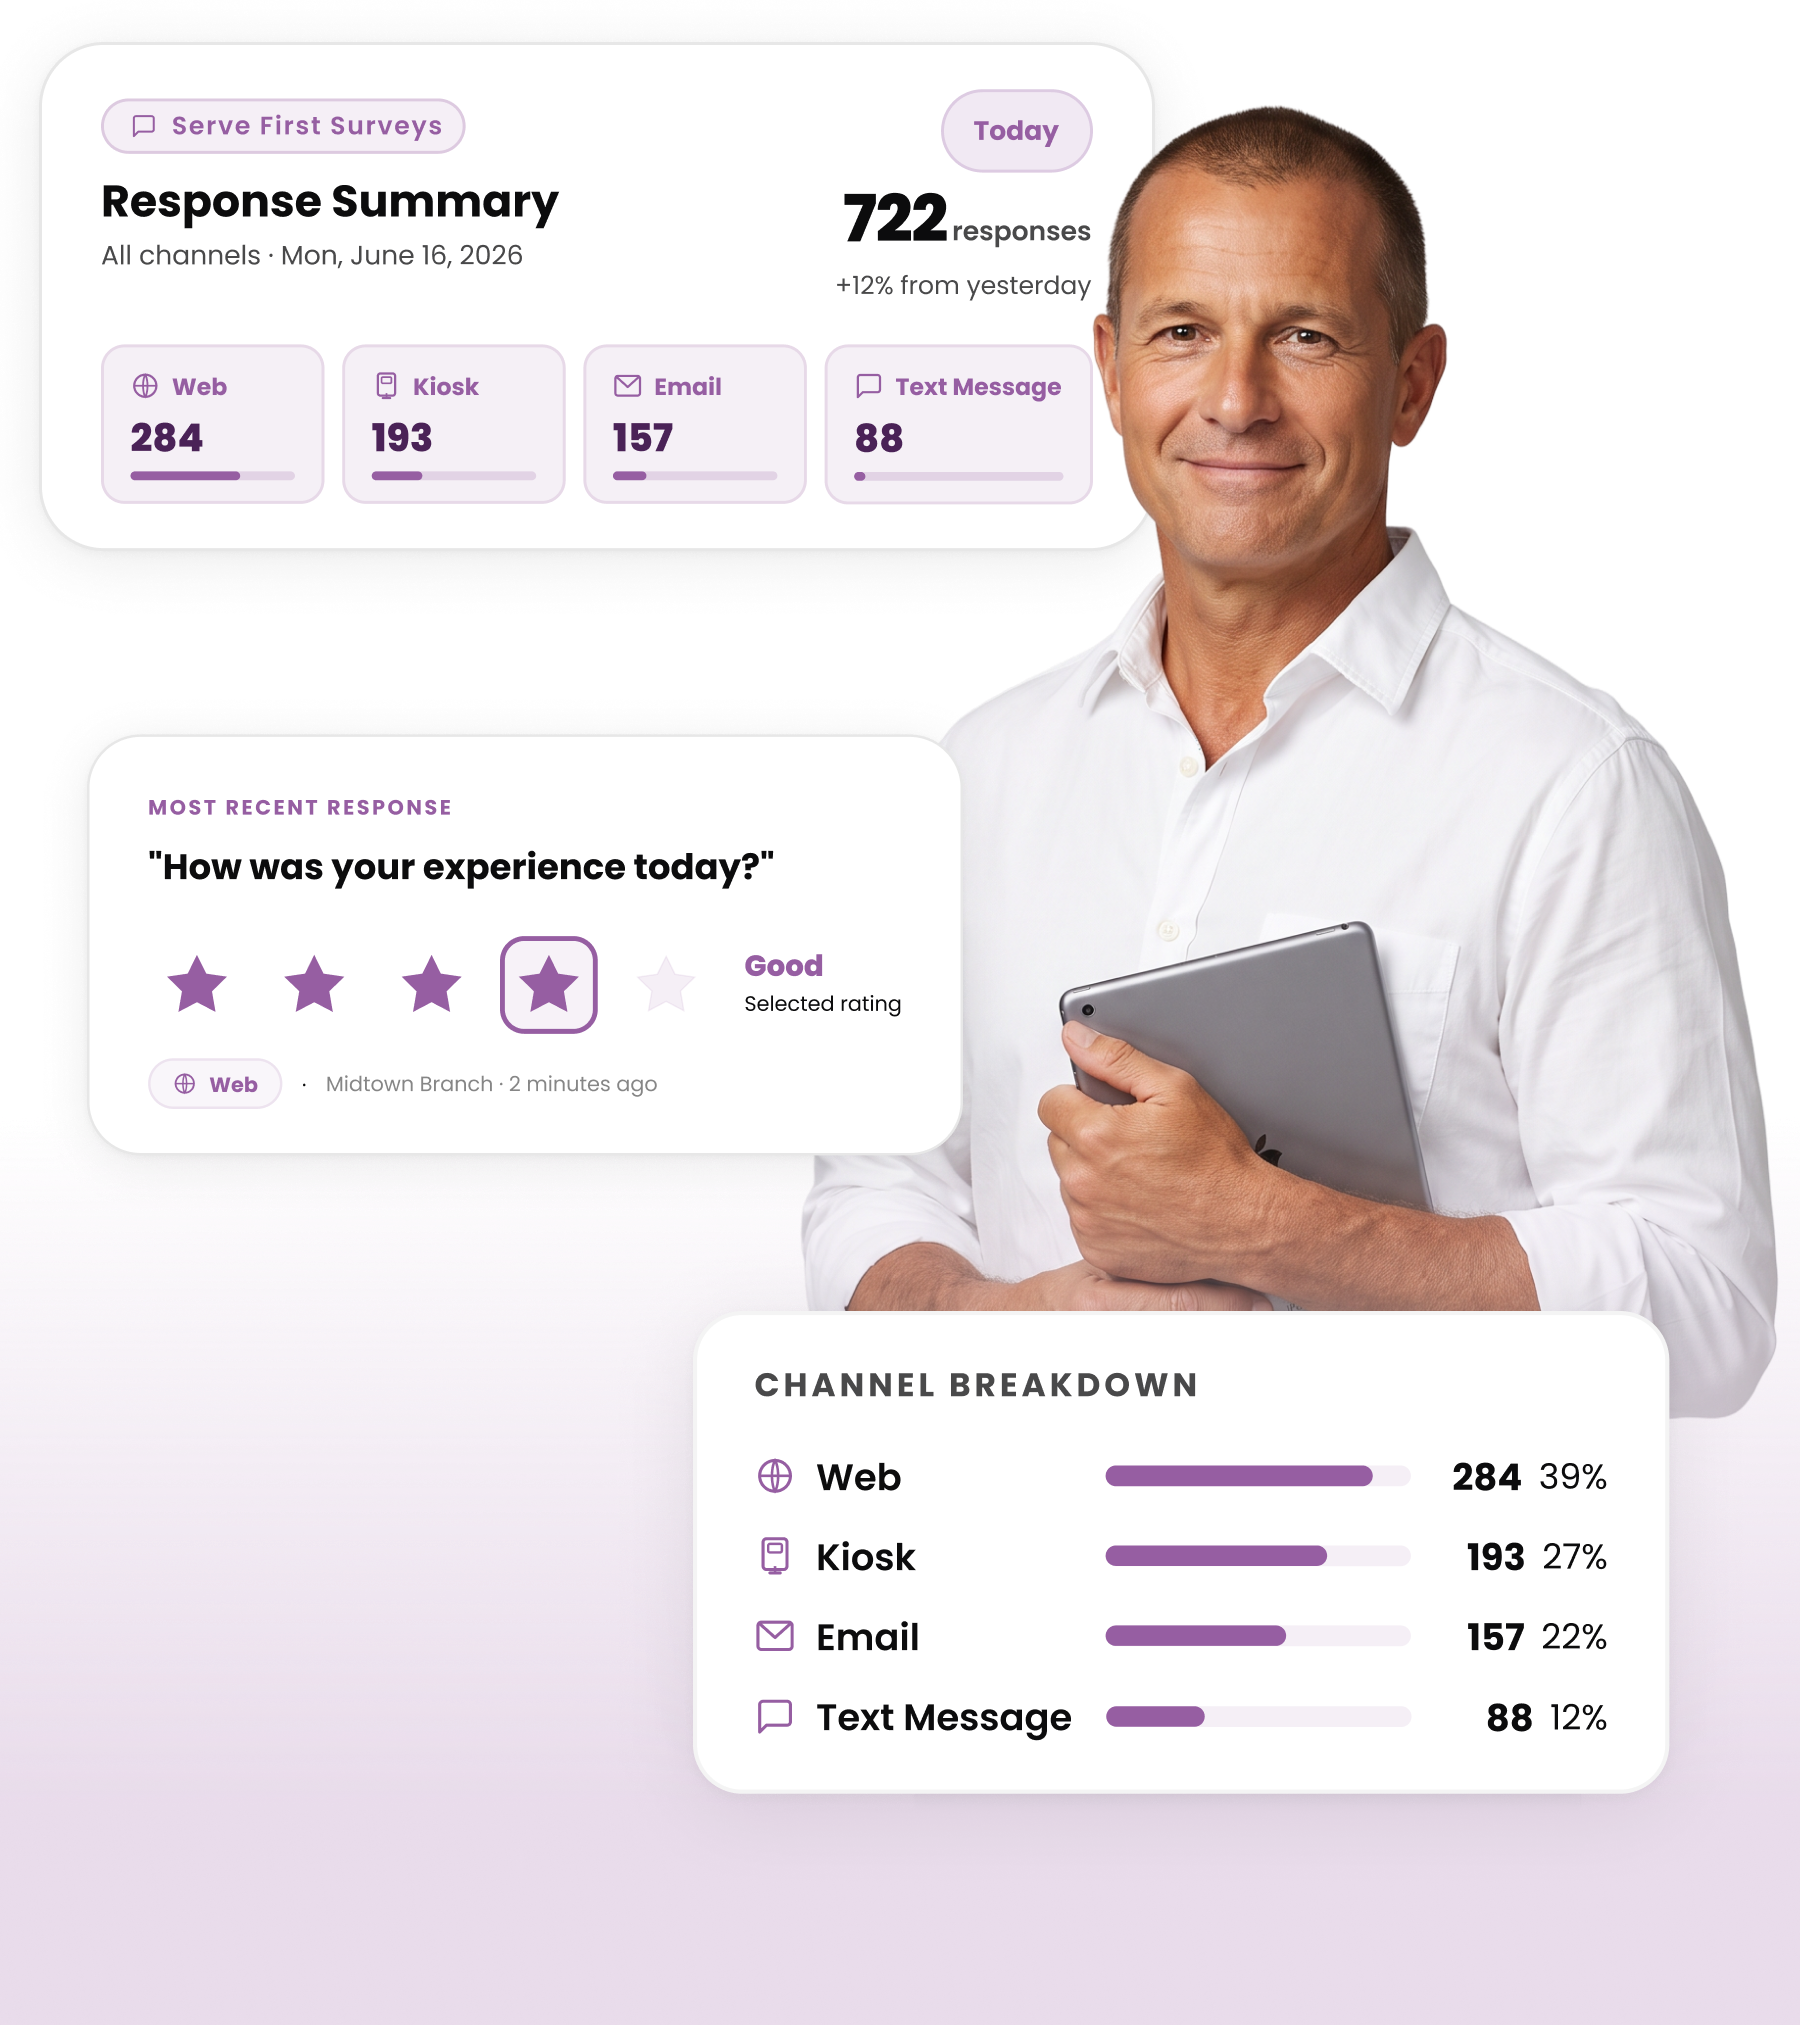 Serve First Surveys
Today
Response Summary
722 responses
All channels · Mon, June 16, 2026
+12% from yesterday
Web
284
Kiosk
193
Email
157
Text Message
88
MOST RECENT RESPONSE
"How was your experience today?"
Good
Selected rating
Web · Midtown Branch · 2 minutes ago
CHANNEL BREAKDOWN
Web 284 39%
Kiosk 193 27%
Email 157 22%
Text Message 88 12%